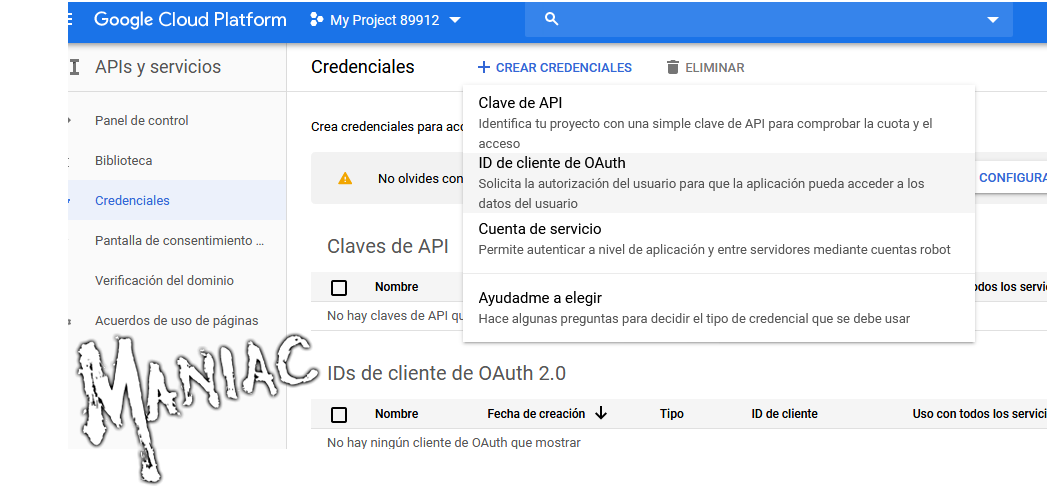 Google Cloud Platform
My Project 89912
APIs y servicios
Credenciales
CREAR CREDENCIALES
ELIMINAR
Panel de control
Biblioteca
Credenciales
Pantalla de consentimiento ...
Verificación del dominio
Acuerdos de uso de páginas
Crea credenciales para acc
Clave de API
Identifica tu proyecto con una simple clave de API para comprobar la cuota y el
acceso
ID de cliente de OAuth
Solicita la autorización del usuario para que la aplicación pueda acceder a los
datos del usuario
Cuenta de servicio
Permite autenticar a nivel de aplicación y entre servidores mediante cuentas robot
Ayudadme a elegir
Hace algunas preguntas para decidir el tipo de credencial que se debe usar
No olvides con
CONFIGURA
Claves de API
Nombre
odos los servi
No hay claves de API qu
MANIAC
IDs de cliente de OAuth 2.0
Nombre Fecha de creación Tipo ID de cliente Uso con todos los servici
No hay ningún cliente de OAuth que mostrar